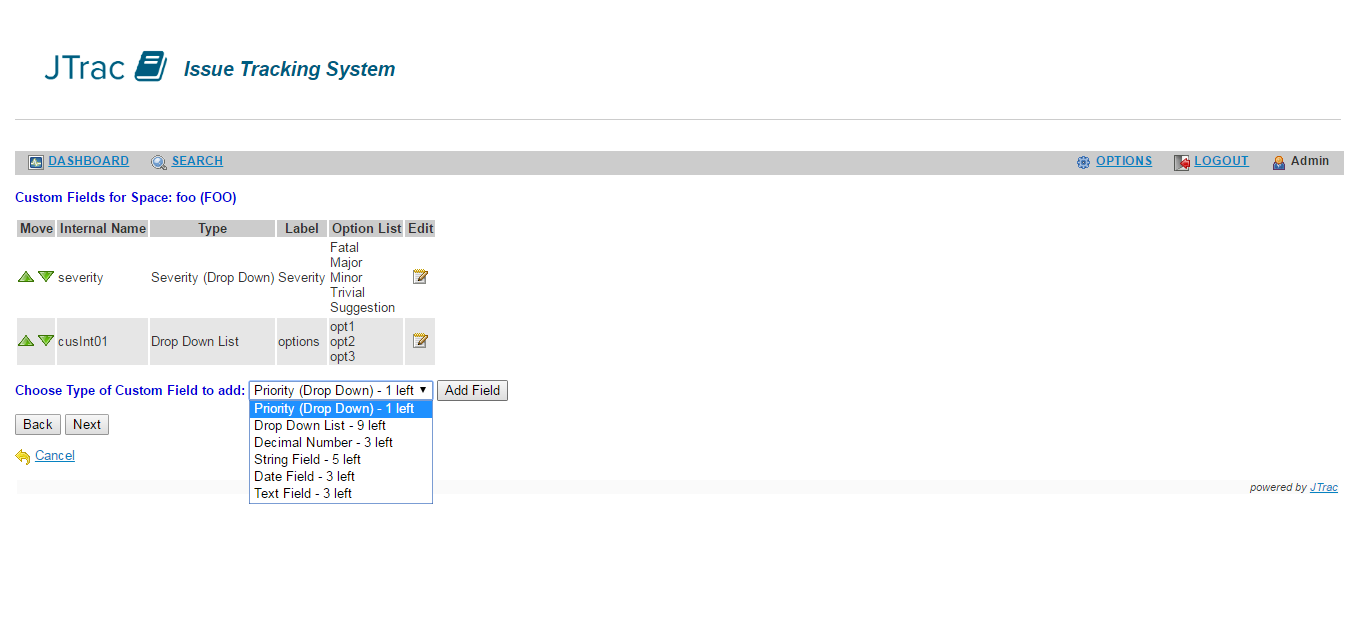 JTrac Issue Tracking System
DASHBOARD SEARCH OPTIONS LOGOUT Admin
Custom Fields for Space: foo (FOO)
Move Internal Name Type Label Option List Edit
severity Severity (Drop Down) Severity
Fatal
Major
Minor
Trivial
Suggestion
cusInt01 Drop Down List options
opt1
opt2
opt3
Choose Type of Custom Field to add: Priority (Drop Down) - 1 left Add Field
Priority (Drop Down) - 1 left
Drop Down List - 9 left
Decimal Number - 3 left
String Field - 5 left
Date Field - 3 left
Text Field - 3 left
Back Next
Cancel
powered by JTrac